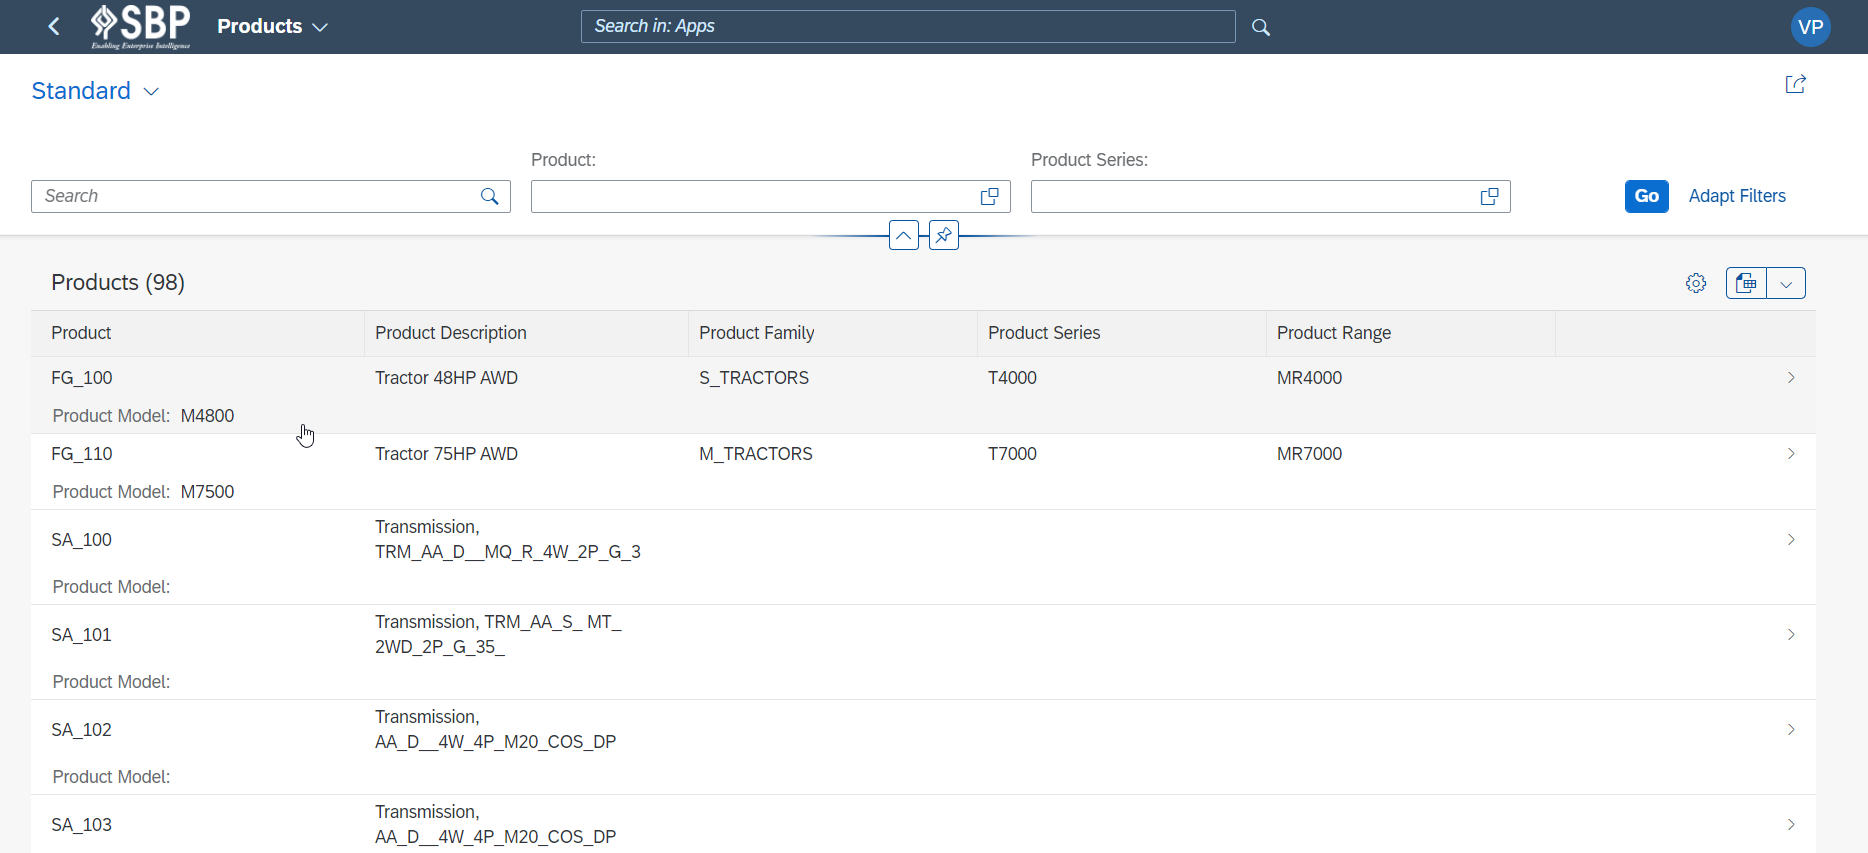 SBP
Enabling Enterprise Intelligence
Products
Search in: Apps
VP
Standard
Product:
Product Series:
Search
Go
Adapt Filters
Products (98)
Product
Product Description
Product Family
Product Series
Product Range
FG_100
Tractor 48HP AWD
S_TRACTORS
T4000
MR4000
Product Model: M4800
FG_110
Tractor 75HP AWD
M_TRACTORS
T7000
MR7000
Product Model: M7500
SA_100
Transmission,
TRM_AA_D__MQ_R_4W_2P_G_3
Product Model:
SA_101
Transmission, TRM_AA_S_ MT_
2WD_2P_G_35_
Product Model:
SA_102
Transmission,
AA_D__4W_4P_M20_COS_DP
Product Model:
SA_103
Transmission,
AA_D__4W_4P_M20_COS_DP